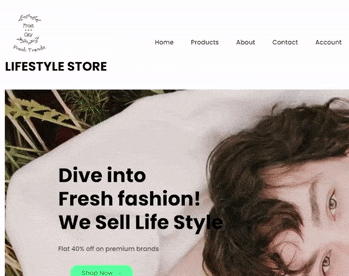 Fresh Trends
Home Products About Contact Account
LIFESTYLE STORE
Dive into
Fresh fashion!
We Sell Life Style
Flat 40% off on premium brands
Shop Now